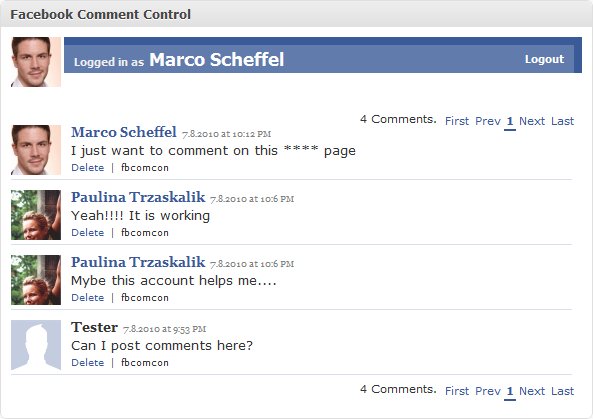 Facebook Comment Control
Logged in as Marco Scheffel Logout
4 Comments. First Prev 1 Next Last
Marco Scheffel 7.8.2010 at 10:12 PM
I just want to comment on this **** page
Delete | fbcomcon
Paulina Trzaskalik 7.8.2010 at 10:6 PM
Yeah!!!! It is working
Delete | fbcomcon
Paulina Trzaskalik 7.8.2010 at 10:6 PM
Mybe this account helps me....
Delete | fbcomcon
Tester 7.8.2010 at 9:53 PM
Can I post comments here?
Delete | fbcomcon
4 Comments. First Prev 1 Next Last